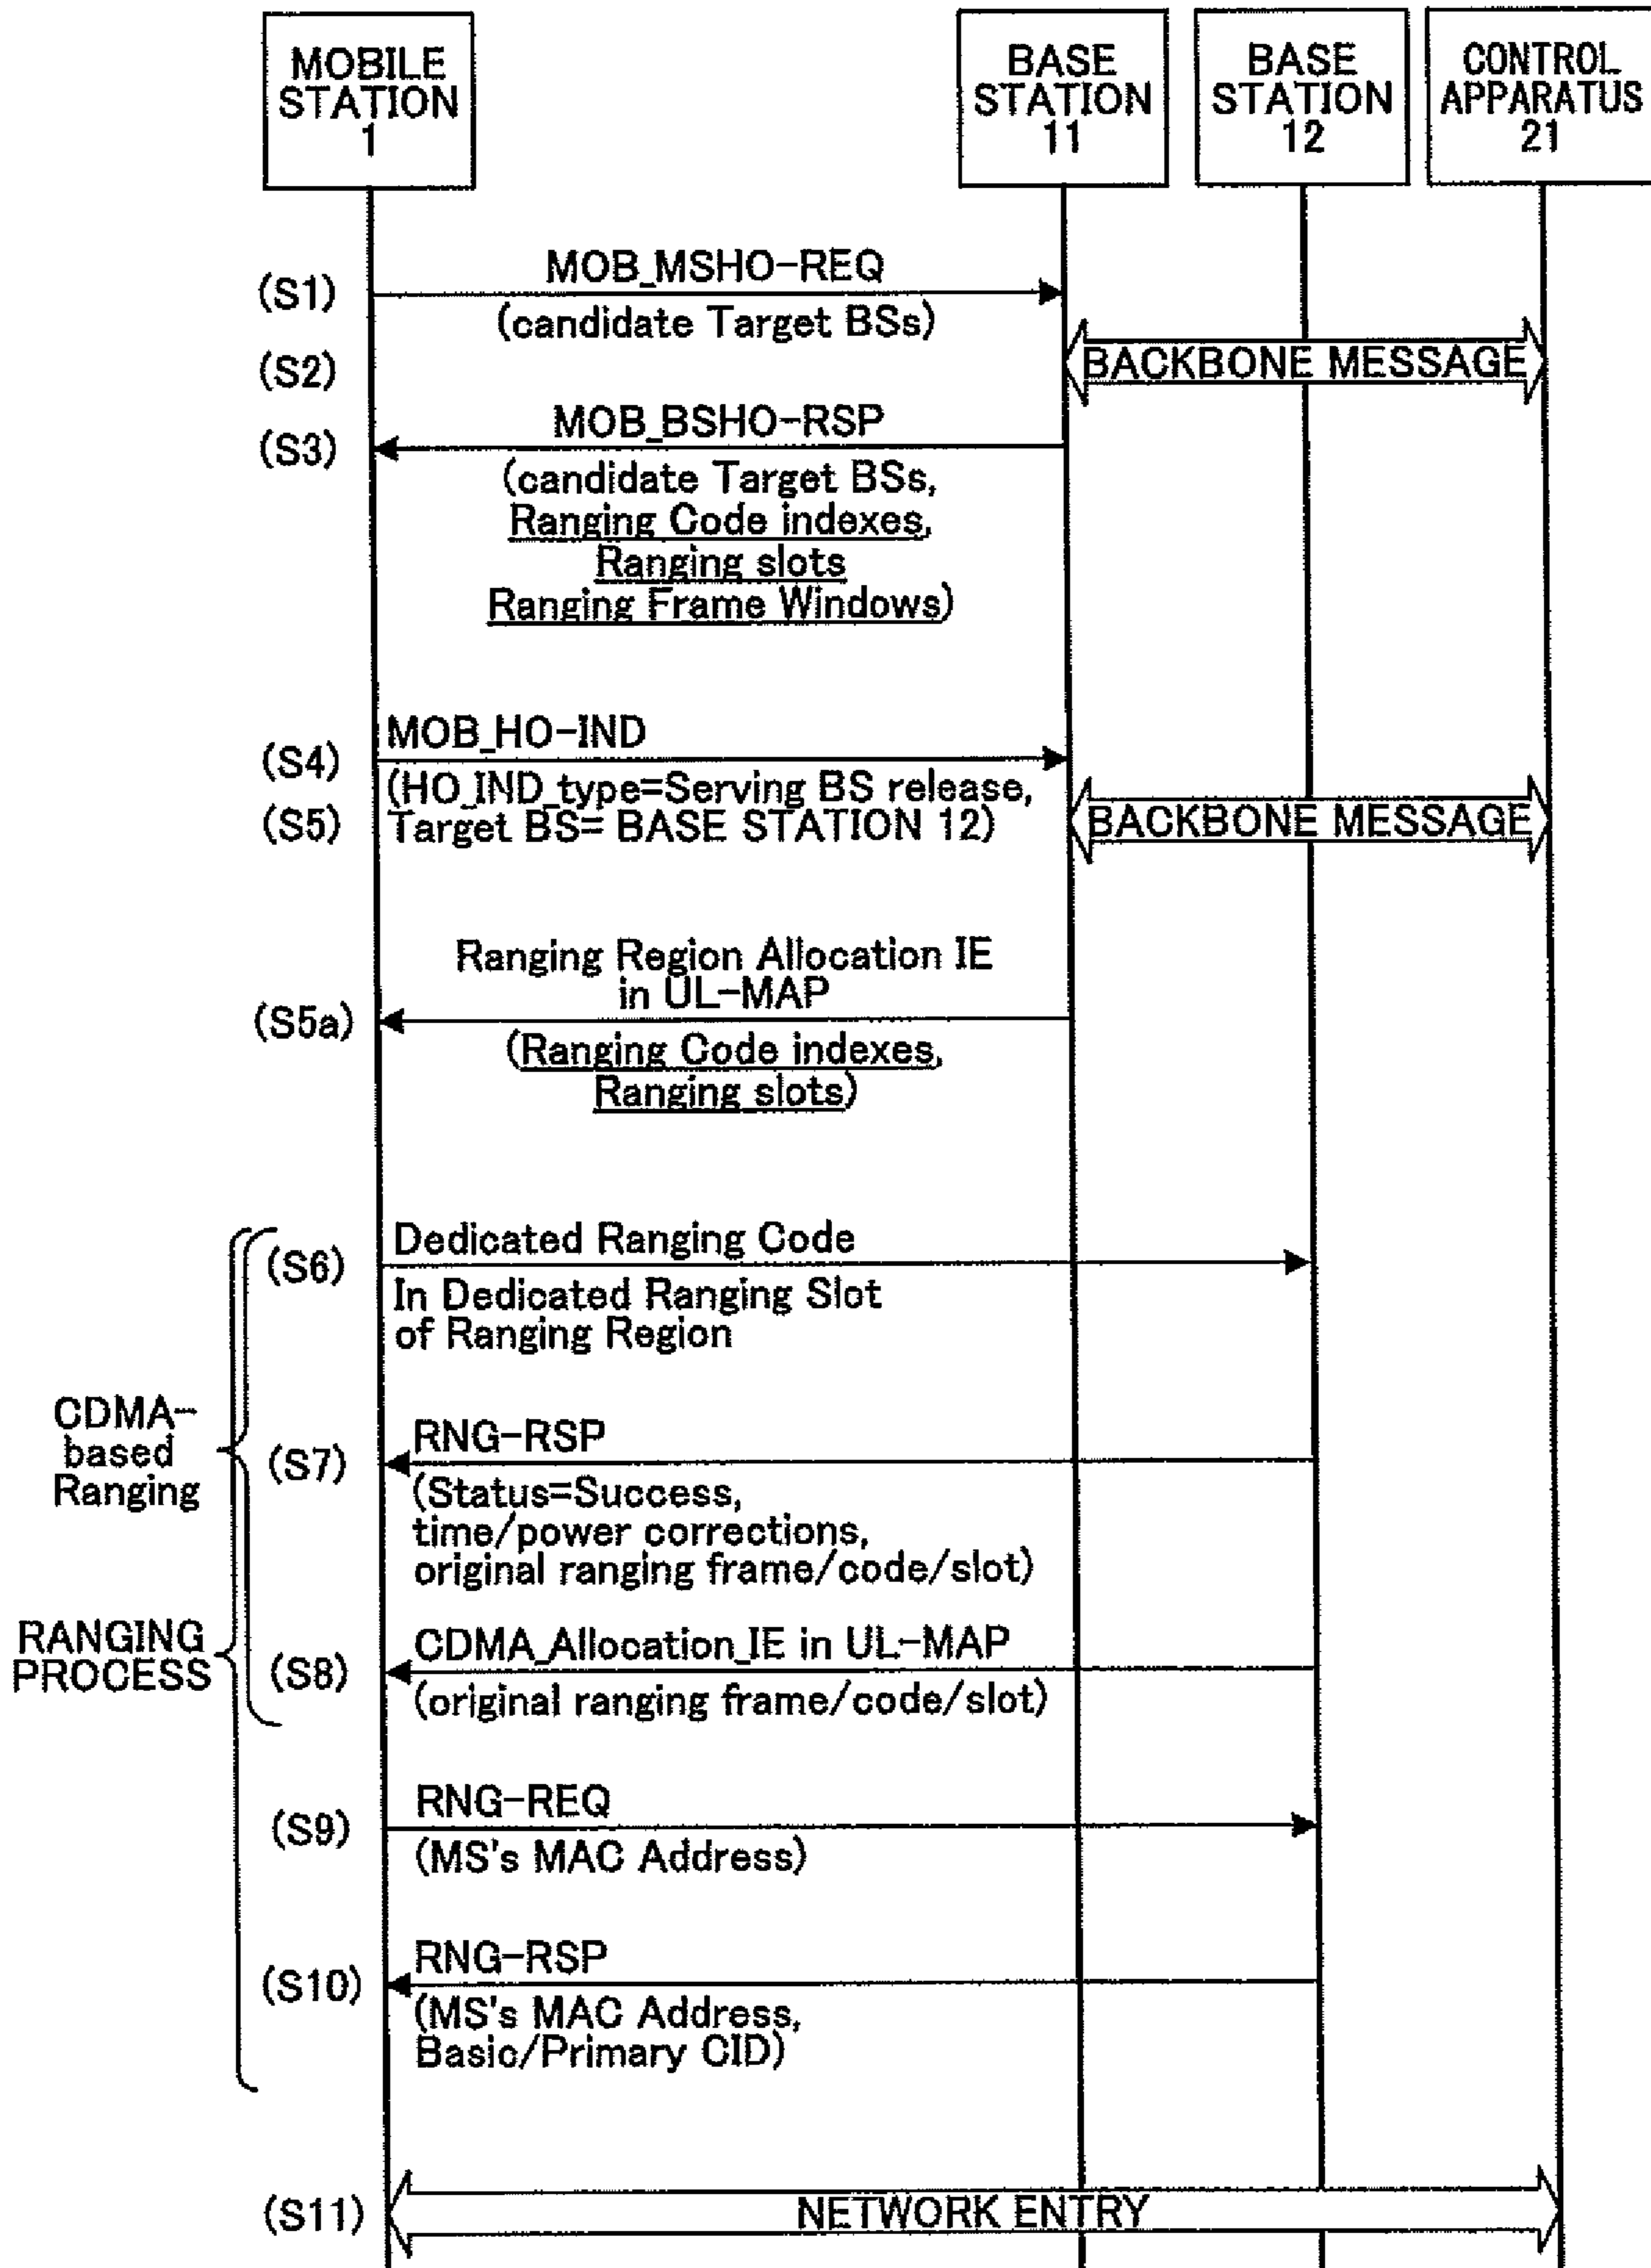 MOBILE
STATION
1
BASE
STATION
11
BASE
STATION
12
CONTROL
APPARATUS
21
(S1)
MOB_MSHO-REQ
(candidate Target BSs)
(S2)
BACKBONE MESSAGE
(S3)
MOB_BSHO-RSP
(candidate Target BSs,
Ranging Code indexes,
Ranging slots
Ranging Frame Windows)
(S4)
MOB_HO-IND
(HO_IND_type=Serving BS release,
Target BS= BASE STATION 12)
(S5)
BACKBONE MESSAGE
Ranging Region Allocation IE
in UL-MAP
(S5a)
(Ranging Code indexes,
Ranging slots)
(S6)
Dedicated Ranging Code
In Dedicated Ranging Slot
of Ranging Region
CDMA-
based
Ranging
(S7)
RNG-RSP
(Status=Success,
time/power corrections,
original ranging frame/code/slot)
RANGING
PROCESS
(S8)
CDMA_Allocation_IE in UL-MAP
(original ranging frame/code/slot)
(S9)
RNG-REQ
(MS's MAC Address)
(S10)
RNG-RSP
(MS's MAC Address,
Basic/Primary CID)
(S11)
NETWORK ENTRY